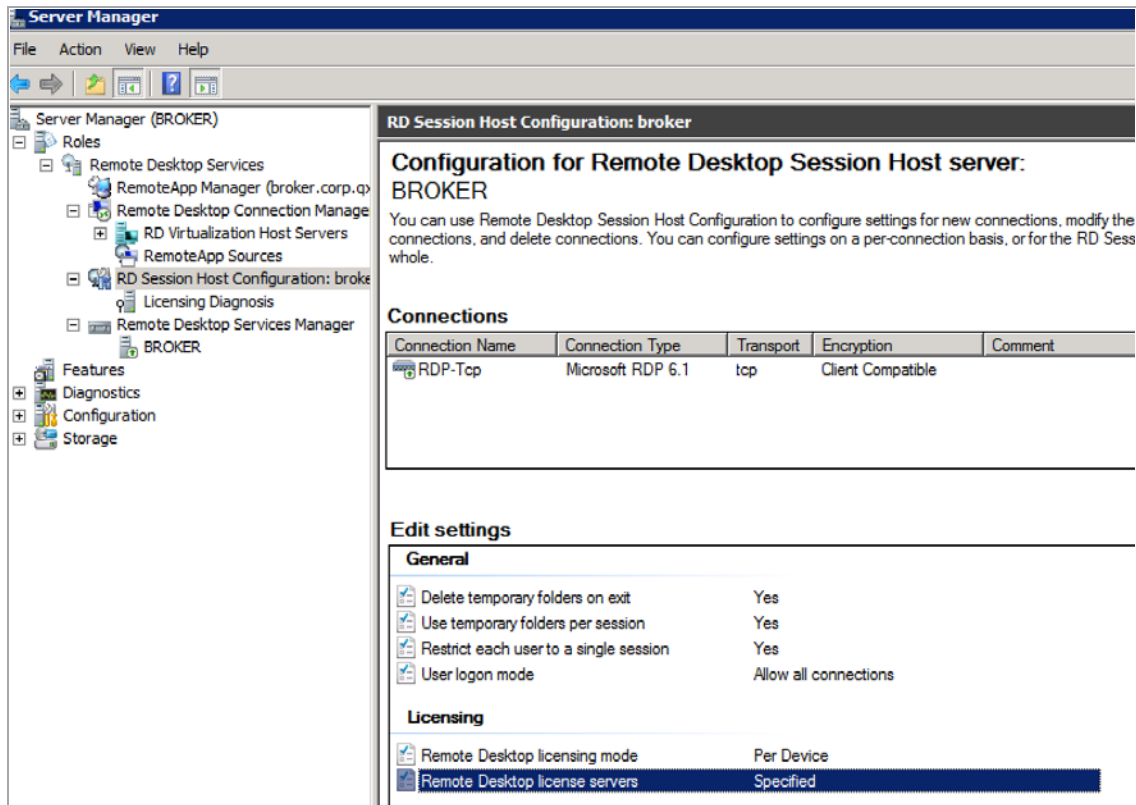 Server Manager
File Action View Help
Server Manager (BROKER)
Roles
Remote Desktop Services
RemoteApp Manager (broker.corp.qx
Remote Desktop Connection Manage
RD Virtualization Host Servers
RemoteApp Sources
RD Session Host Configuration: broke
Licensing Diagnosis
Remote Desktop Services Manager
BROKER
Features
Diagnostics
Configuration
Storage
RD Session Host Configuration: broker
Configuration for Remote Desktop Session Host server:
BROKER
You can use Remote Desktop Session Host Configuration to configure settings for new connections, modify the
connections, and delete connections. You can configure settings on a per-connection basis, or for the RD Sess
whole.
Connections
Connection Name Connection Type Transport Encryption Comment
RDP-Tcp Microsoft RDP 6.1 tcp Client Compatible
Edit settings
General
Delete temporary folders on exit Yes
Use temporary folders per session Yes
Restrict each user to a single session Yes
User logon mode Allow all connections
Licensing
Remote Desktop licensing mode Per Device
Remote Desktop license servers Specified